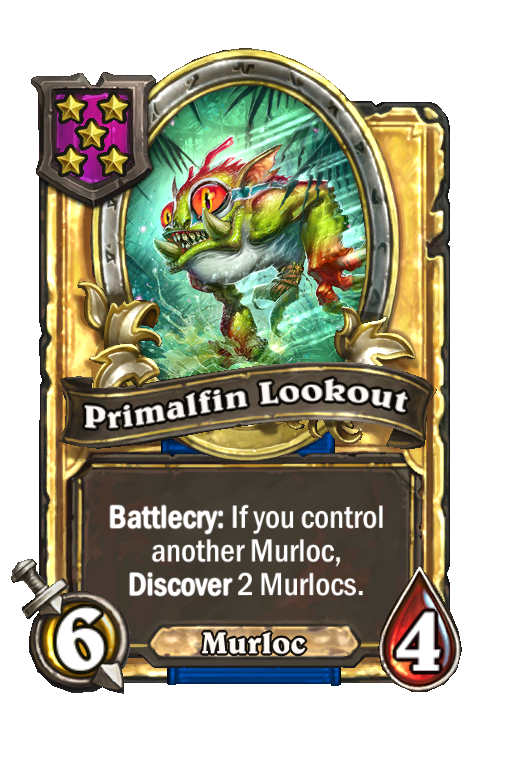 Primalfin Lookout
Battlecry: If you control
another Murloc,
Discover 2 Murlocs.
6
Murloc
4